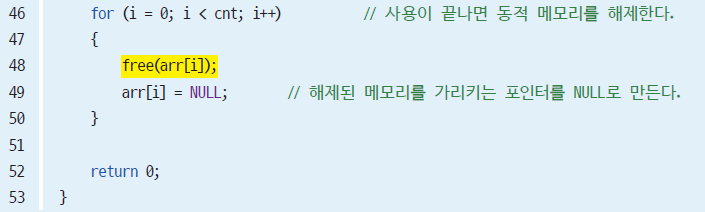 46 for (i = 0; i < cnt; i++) // 사용이 끝나면 동적 메모리를 해제한다.
47 {
48 free(arr[i]);
49 arr[i] = NULL; // 해제된 메모리를 가리키는 포인터를 NULL로 만든다.
50 }
51
52 return 0;
53 }